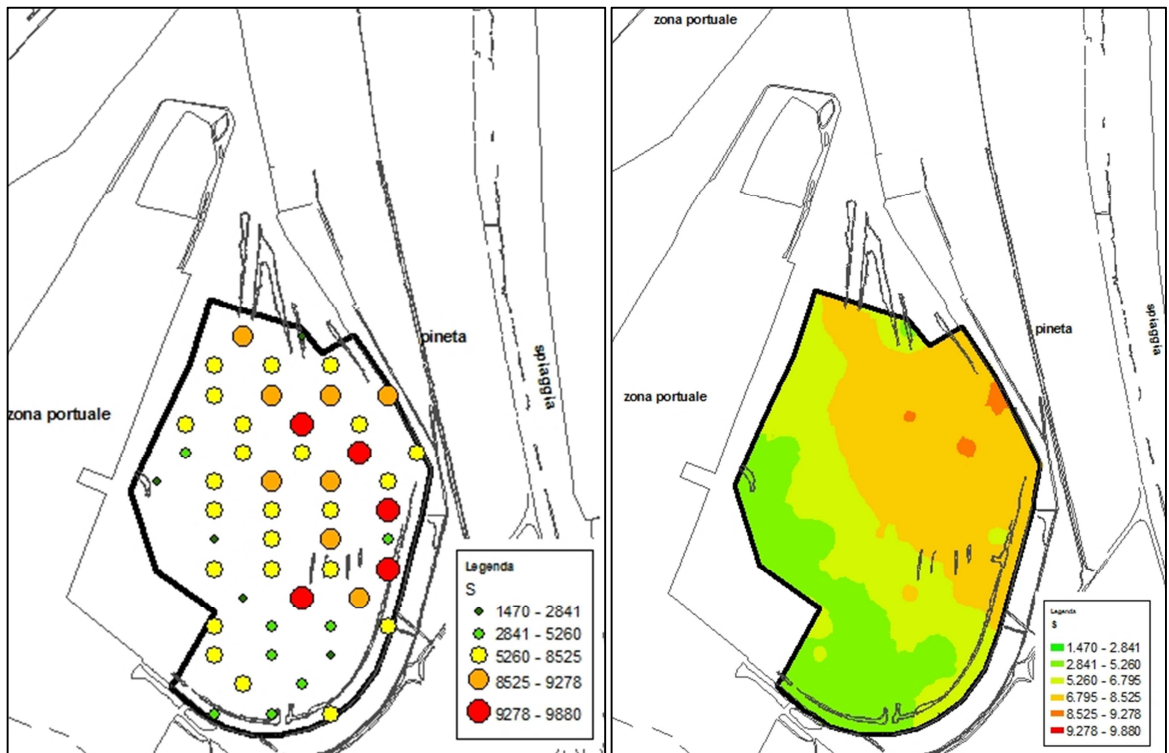 zona portuale
pineta
spiaggia
Legenda
S
1470 - 2841
2841 - 5260
5260 - 8525
8525 - 9278
9278 - 9880
zona portuale
zona portuale
pineta
spiaggia
Legenda
S
1.470 - 2.841
2.841 - 5.260
5.260 - 6.795
6.795 - 8.525
8.525 - 9.278
9.278 - 9.880